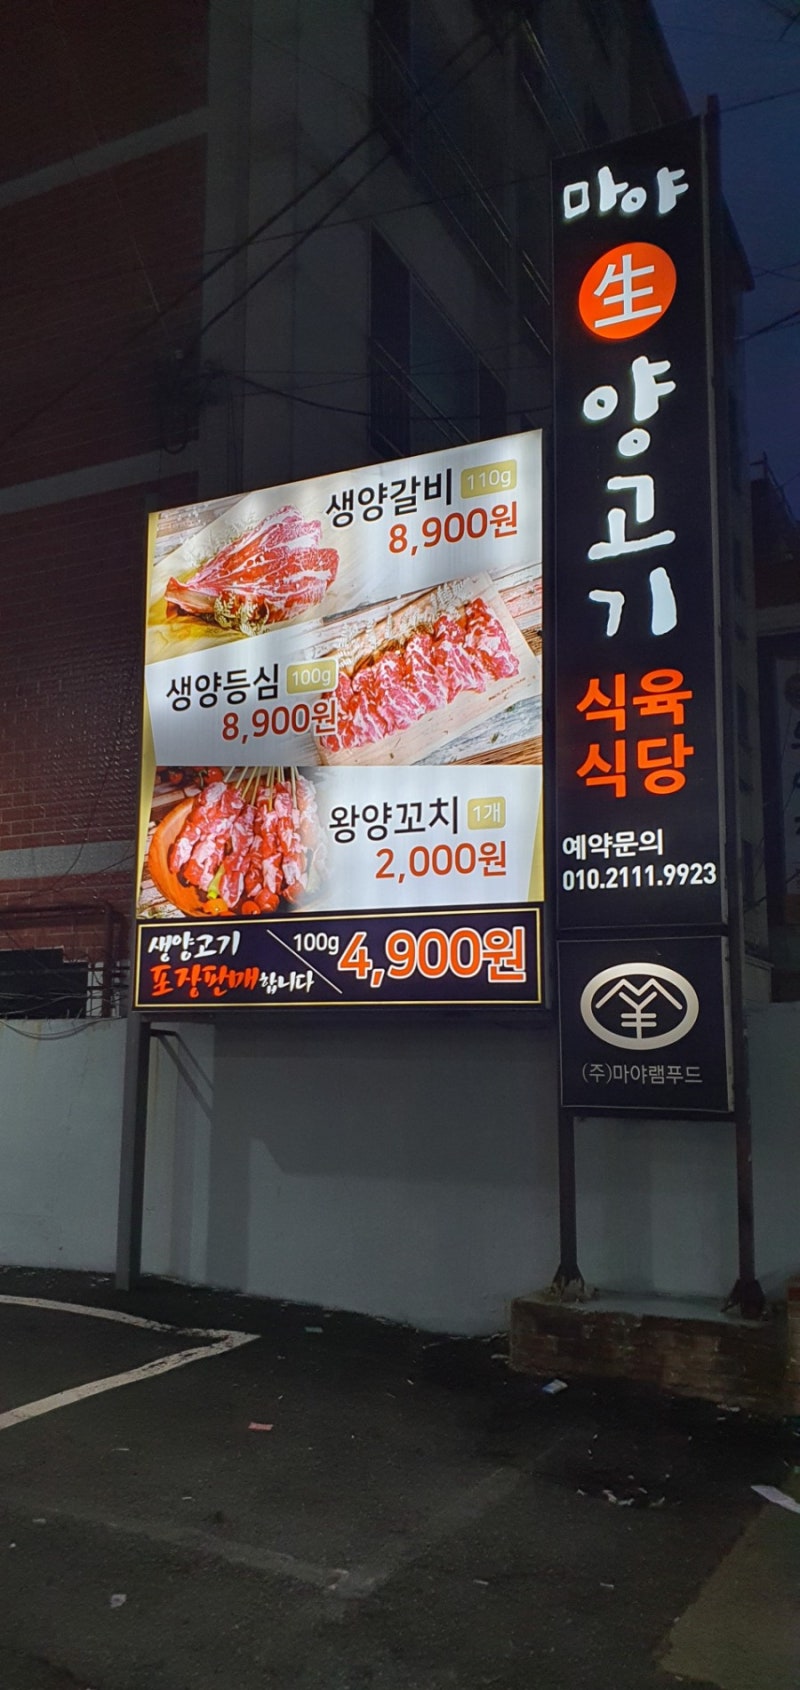 마야
生
양고기
식육
식당
예약문의
010.2111.9923
(주)마야램푸드
생양갈비 110g
8,900원
생양등심 100g
8,900원
왕양꼬치 1개
2,000원
생양고기
포장판매합니다
100g 4,900원